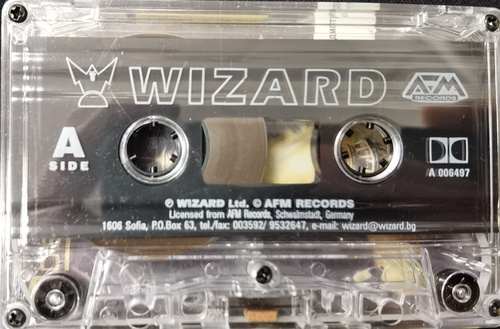 WIZARD
AFM
RECORDS
A
SIDE
A 006497
℗ WIZARD Ltd. © AFM RECORDS
Licensed from AFM Records, Schwalmstadt, Germany
1606 Sofia, P.O.Box 63, tel./fax: 003592/ 9532647, e-mail: wizard@wizard.bg